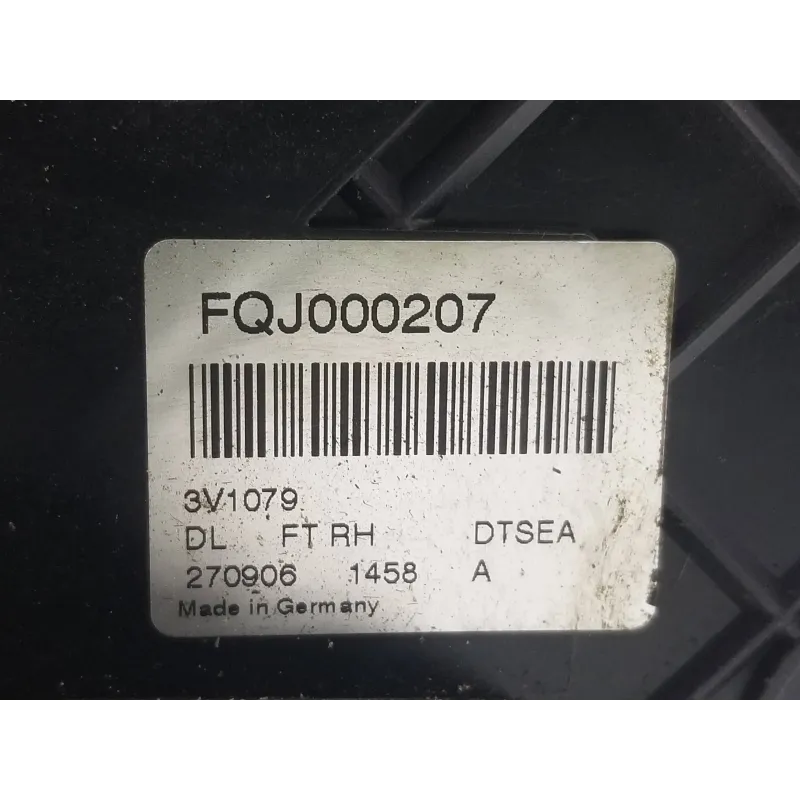 FQJ000207
3V1079
DL FT RH DTSEA
270906 1458 A
Made in Germany